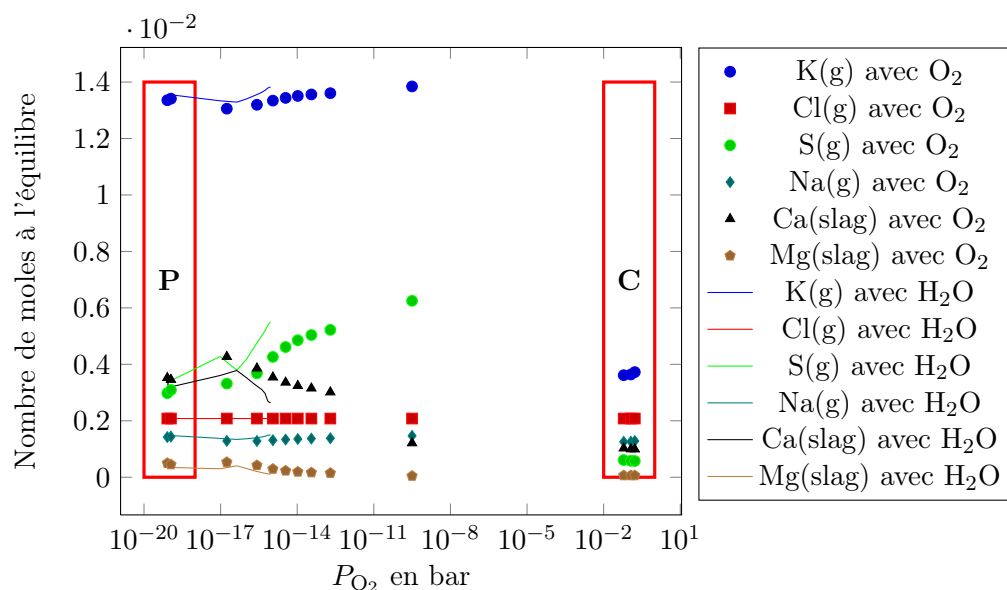 ·10−2
1.4
1.2
1
0.8
0.6
0.4
0.2
0
Nombre de moles à l'équilibre
P
C
10−20 10−17 10−14 10−11 10−8 10−5 10−2 101
PO2 en bar
K(g) avec O2
Cl(g) avec O2
S(g) avec O2
Na(g) avec O2
Ca(slag) avec O2
Mg(slag) avec O2
K(g) avec H2O
Cl(g) avec H2O
S(g) avec H2O
Na(g) avec H2O
Ca(slag) avec H2O
Mg(slag) avec H2O